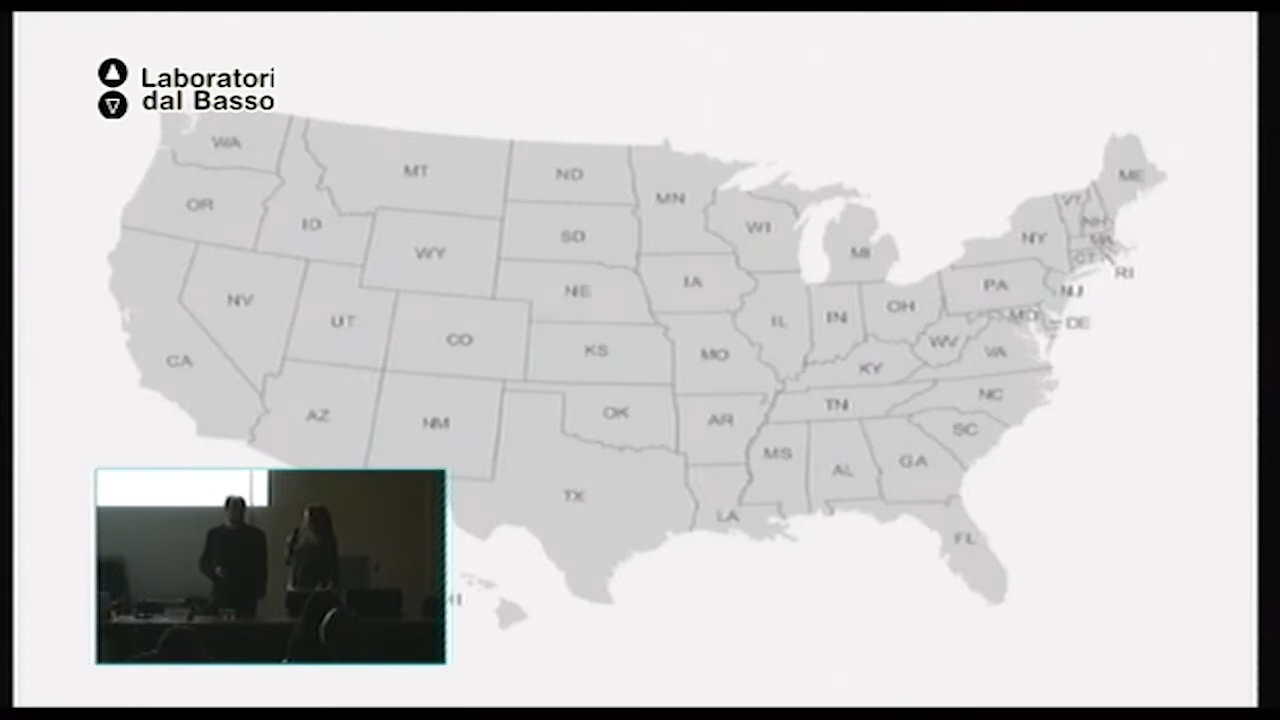 Laboratori
dal Basso
WA
MT
ND
MN
ME
VT
NH
OR
ID
SD
WI
NY
MA
WY
MI
CT
RI
NV
NE
IA
PA
NJ
UT
IL
IN
OH
MD
DE
CA
CO
KS
MO
WV
VA
KY
AZ
NM
OK
AR
TN
NC
SC
TX
MS
AL
GA
LA
FL
HI